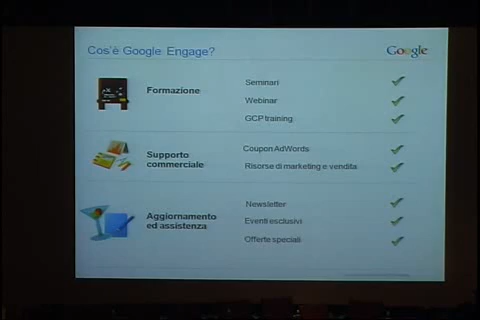 Cos'è Google Engage?
Google
Formazione
Seminari
Webinar
GCP training
Supporto
commerciale
Coupon AdWords
Risorse di marketing e vendita
Aggiornamento
ed assistenza
Newsletter
Eventi esclusivi
Offerte speciali